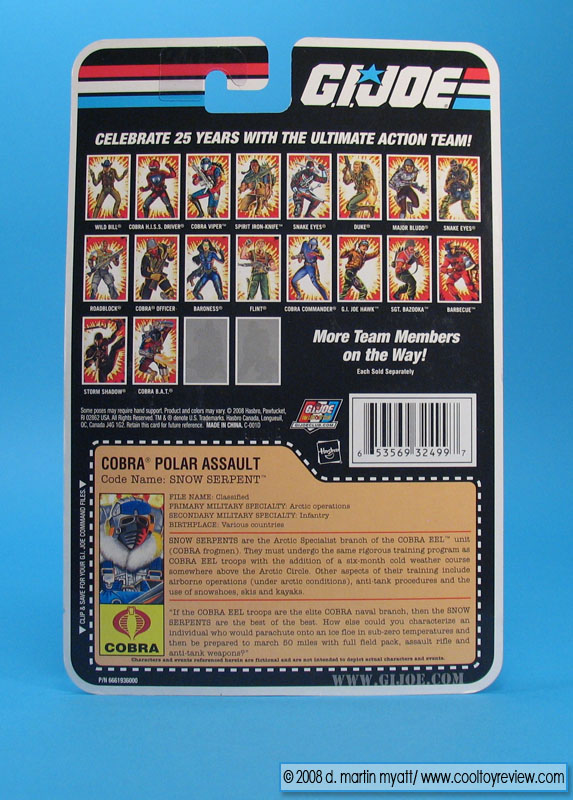 G.I.JOE
CELEBRATE 25 YEARS WITH THE ULTIMATE ACTION TEAM!
WILD BILL® COBRA H.I.S.S. DRIVER® COBRA VIPER™ SPIRIT IRON-KNIFE™ SNAKE EYES® DUKE® MAJOR BLUDD® SNAKE EYES®
ROADBLOCK® COBRA® OFFICER BARONESS® FLINT® COBRA COMMANDER® G.I. JOE HAWK™ SGT. BAZOOKA™ BARBECUE®
STORM SHADOW® COBRA B.A.T.®
More Team Members
on the Way!
Each Sold Separately
Some poses may require hand support. Product and colors may vary. © 2008 Hasbro, Pawtucket,
RI 02862 USA. All Rights Reserved. TM & ® denote U.S. Trademarks. Hasbro Canada, Longueuil,
QC, Canada J4G 1G2. Retain this card for future reference. MADE IN CHINA. C-001D
G.I.JOE
GIJOECLUB.COM
Hasbro
6 53569 32499 7
COBRA® POLAR ASSAULT
Code Name: SNOW SERPENT™
FILE NAME: Classified
PRIMARY MILITARY SPECIALTY: Arctic operations
SECONDARY MILITARY SPECIALTY: Infantry
BIRTHPLACE: Various countries
SNOW SERPENTS are the Arctic Specialist branch of the COBRA EEL™ unit
(COBRA frogmen). They must undergo the same rigorous training program as
COBRA EEL troops with the addition of a six-month cold weather course
somewhere above the Arctic Circle. Other aspects of their training include
airborne operations (under arctic conditions), anti-tank procedures and the
use of snowshoes, skis and kayaks.
"If the COBRA EEL troops are the elite COBRA naval branch, then the SNOW
SERPENTS are the best of the best. How else could you characterize an
individual who would parachute onto an ice floe in sub-zero temperatures and
then be prepared to march 50 miles with full field pack, assault rifle and
anti-tank weapons?"
COBRA
Characters and events referenced herein are fictional and are not intended to depict actual characters and events.
CLIP & SAVE FOR YOUR G.I. JOE COMMAND FILES.
P/N 6661936000
WWW.GIJOE.COM
© 2008 d. martin myatt/ www.cooltoyreview.com